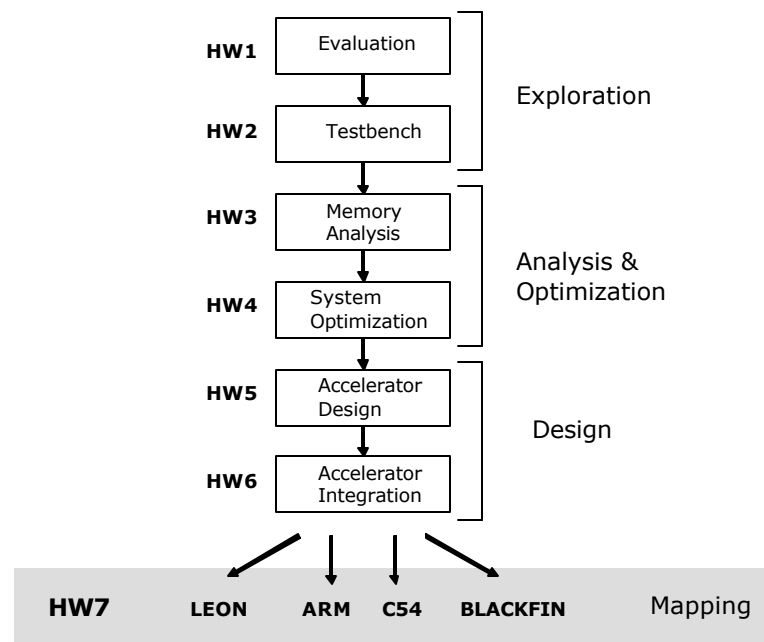 HW1
Evaluation
Exploration
HW2
Testbench
HW3
Memory
Analysis
Analysis &
Optimization
HW4
System
Optimization
HW5
Accelerator
Design
Design
HW6
Accelerator
Integration
HW7 LEON ARM C54 BLACKFIN Mapping